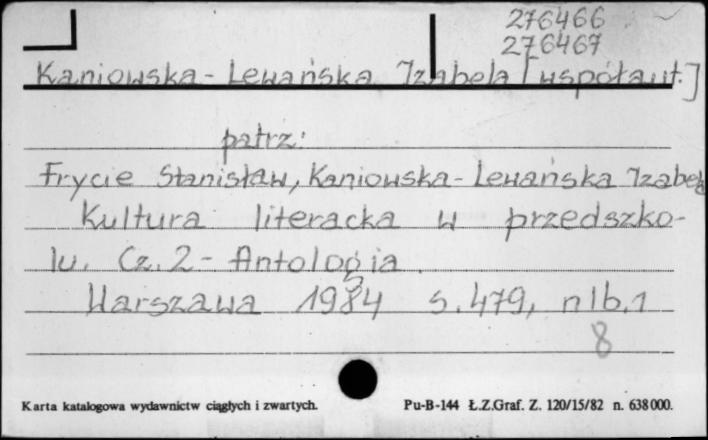 276466
276467
Kaniowska-Lewańska, Izabela [współaut.]
patrz:
Frycie Stanisław, Kaniowska-Lewańska Izabela
Kultura literacka w przedszko-
lu. Cz. 2 - Antologia.
Warszawa 1984 s. 479, nlb. 1
8
Karta katalogowa wydawnictw ciągłych i zwartych. Pu-B-144 Ł.Z.Graf. Z. 120/15/82 n. 638000.